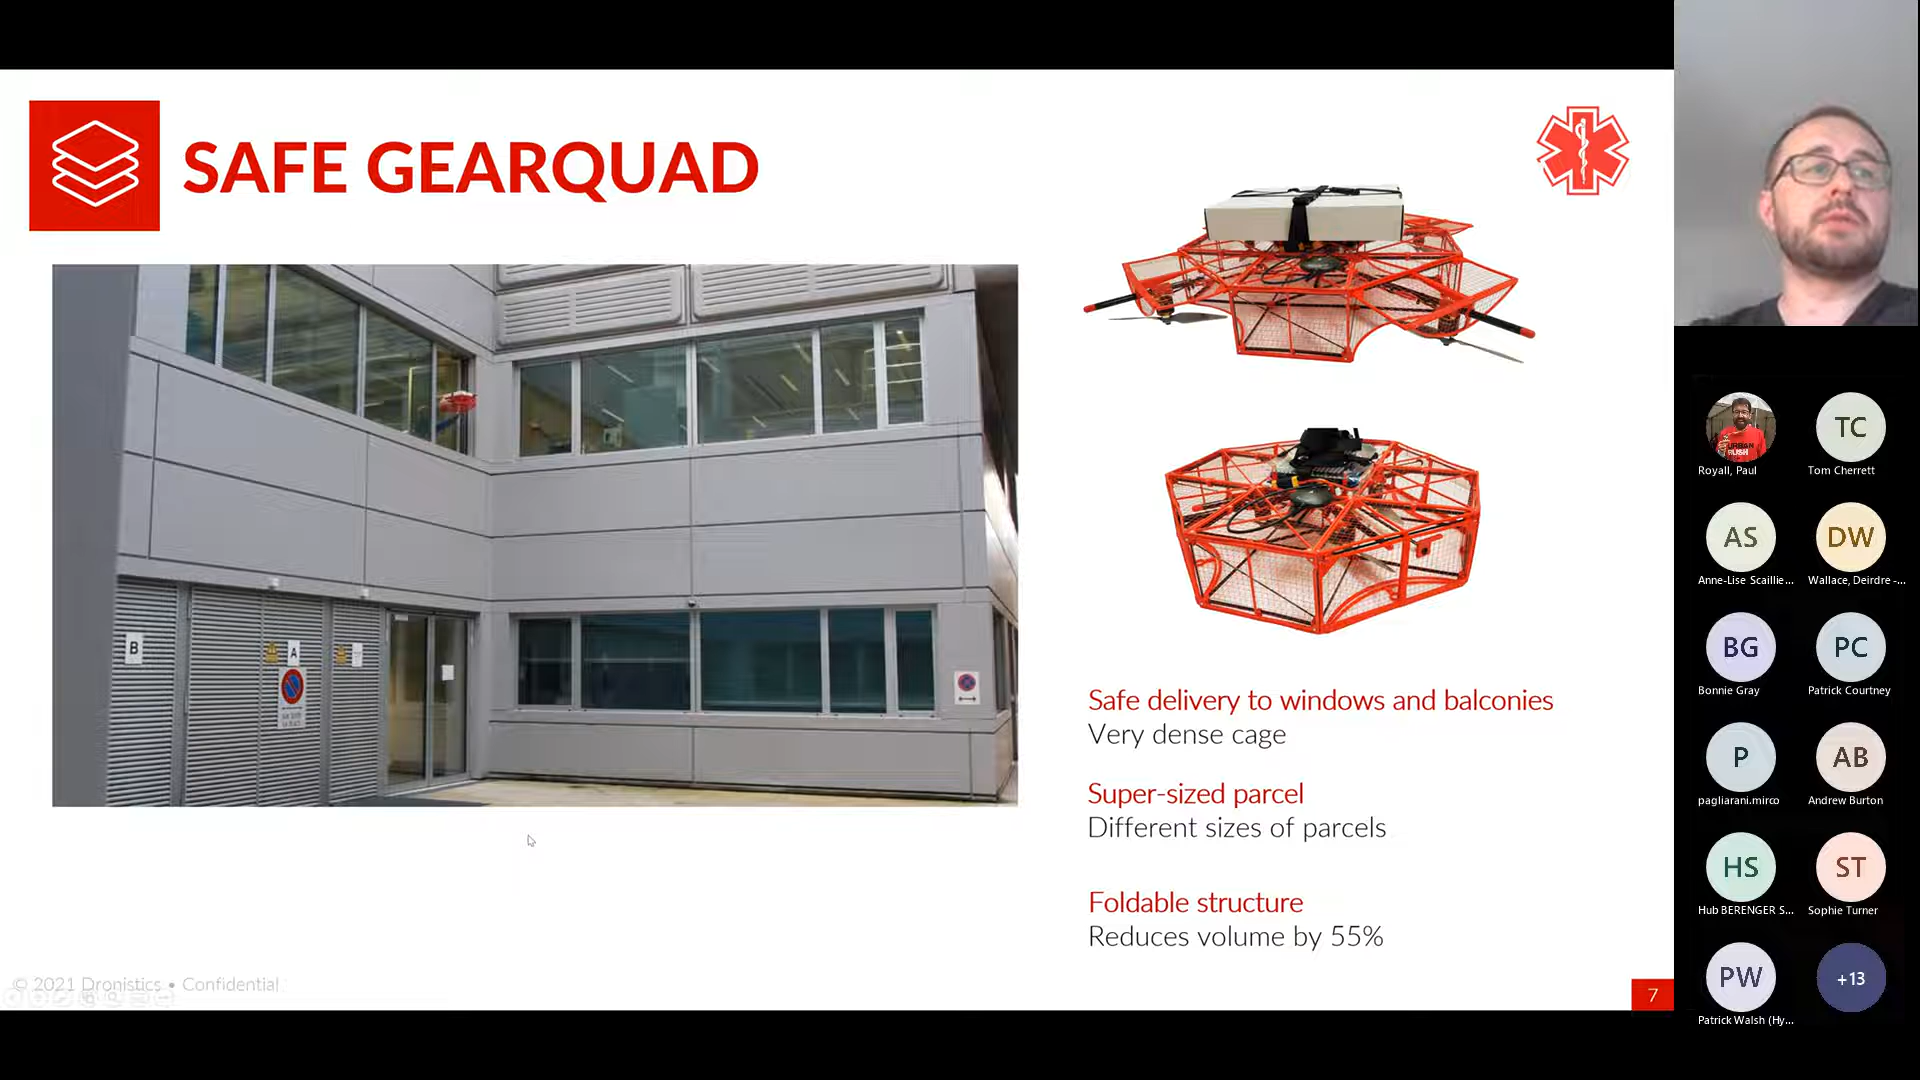 SAFE GEARQUAD
B
A
Safe delivery to windows and balconies
Very dense cage
Super-sized parcel
Different sizes of parcels
Foldable structure
Reduces volume by 55%
© 2021 Dronistics • Confidential
7
Royall, Paul
TC
Tom Cherrett
AS
Anne-Lise Scaillie...
DW
Wallace, Deirdre -...
BG
Bonnie Gray
PC
Patrick Courtney
P
pagliarani.mirco
AB
Andrew Burton
HS
Hub BERENGER S...
ST
Sophie Turner
PW
Patrick Walsh (Hy...
+13